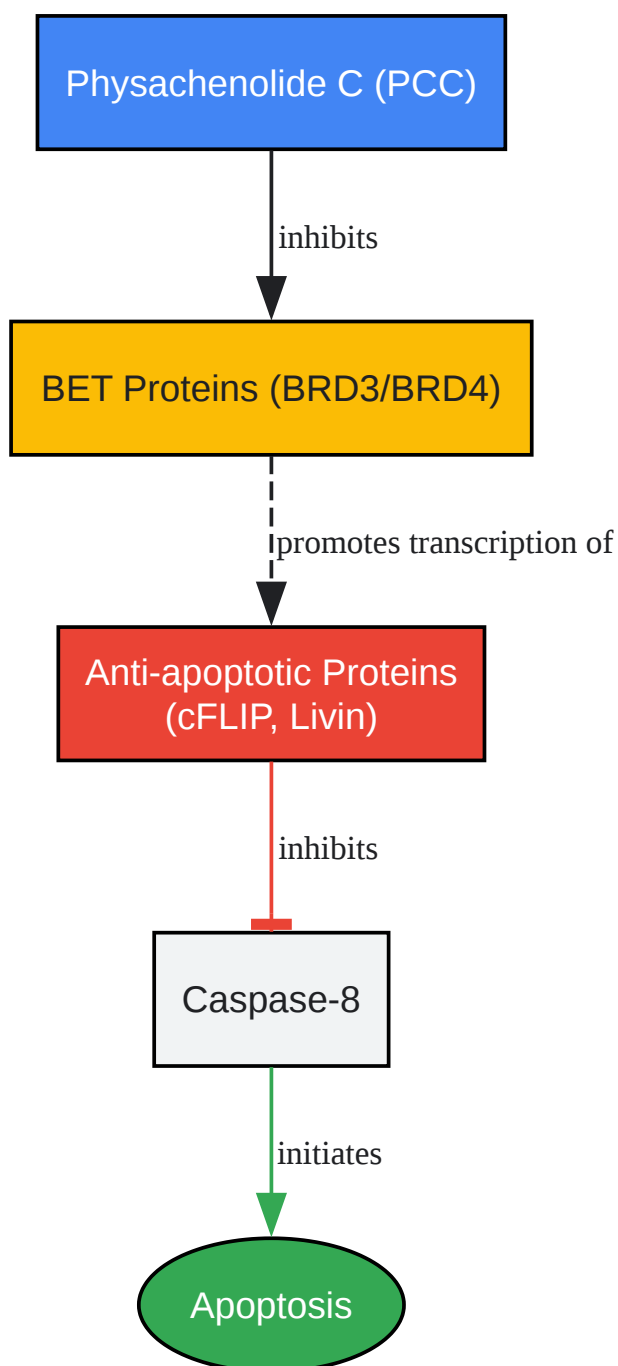 Physachenolide C (PCC)
inhibits
BET Proteins (BRD3/BRD4)
promotes transcription of
Anti-apoptotic Proteins
(cFLIP, Livin)
inhibits
Caspase-8
initiates
Apoptosis